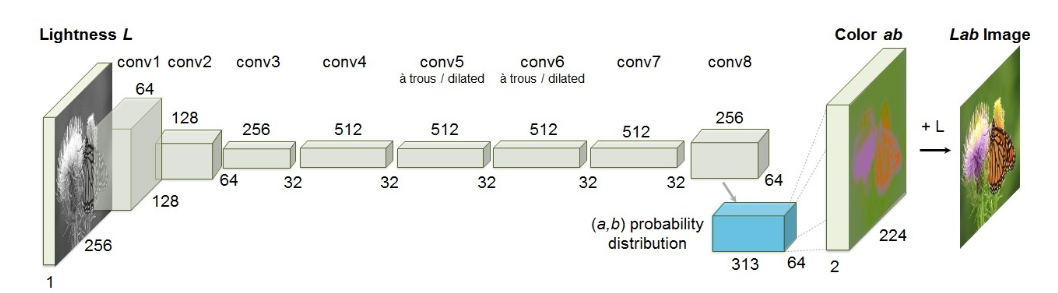 Lightness L
Color ab
Lab Image
conv1
conv2
conv3
conv4
conv5
à trous / dilated
conv6
à trous / dilated
conv7
conv8
64
128
256
512
512
512
512
256
+ L
128
64
32
32
32
32
32
64
256
1
(a,b) probability
distribution
313
64
2
224